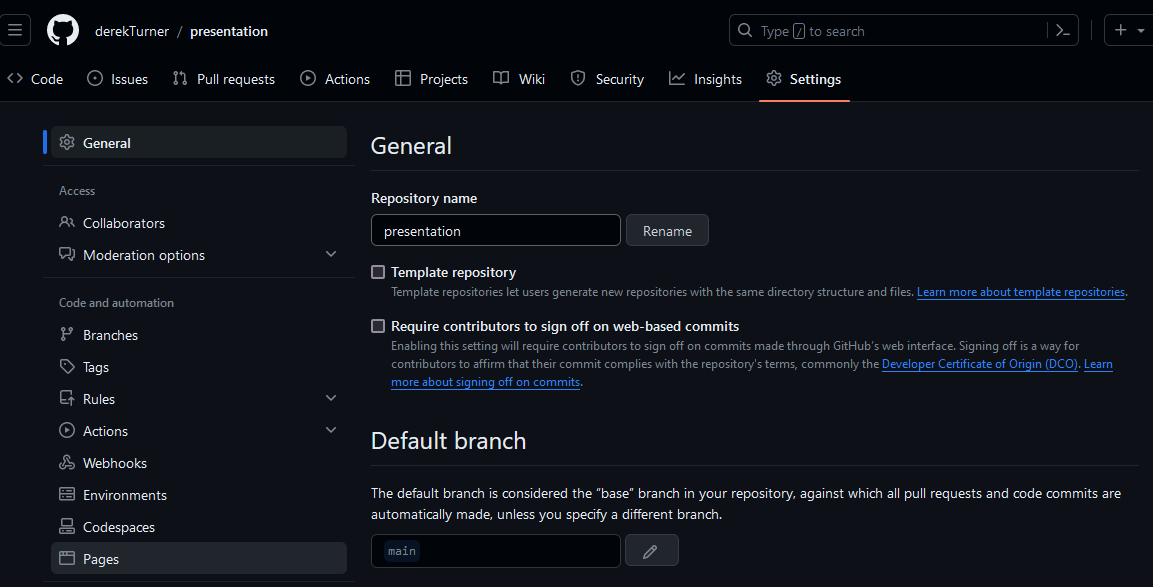 derekTurner / presentation
Type / to search
Code Issues Pull requests Actions Projects Wiki Security Insights Settings
General
Access
Collaborators
Moderation options
Code and automation
Branches
Tags
Rules
Actions
Webhooks
Environments
Codespaces
Pages
General
Repository name
presentation Rename
Template repository
Template repositories let users generate new repositories with the same directory structure and files. Learn more about template repositories.
Require contributors to sign off on web-based commits
Enabling this setting will require contributors to sign off on commits made through GitHub's web interface. Signing off is a way for
contributors to affirm that their commit complies with the repository's terms, commonly the Developer Certificate of Origin (DCO). Learn
more about signing off on commits.
Default branch
The default branch is considered the “base” branch in your repository, against which all pull requests and code commits are
automatically made, unless you specify a different branch.
main